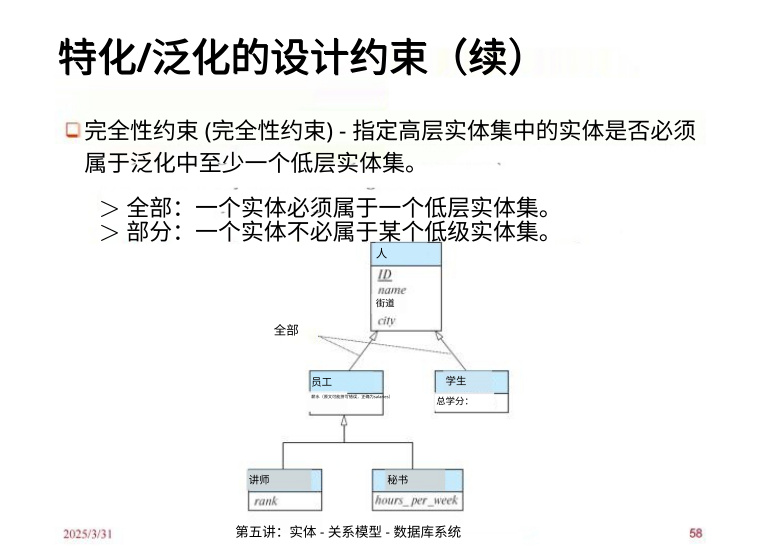 特化/泛化的设计约束（续）
完全性约束 (完全性约束) - 指定高层实体集中的实体是否必须
属于泛化中至少一个低层实体集。
＞ 全部：一个实体必须属于一个低层实体集。
＞ 部分：一个实体不必属于某个低级实体集。
人
ID
name
街道
city
全部
员工
学生
总学分：
讲师
rank
秘书
hours_per_week
2025/3/31
第五讲：实体 - 关系模型 - 数据库系统
58